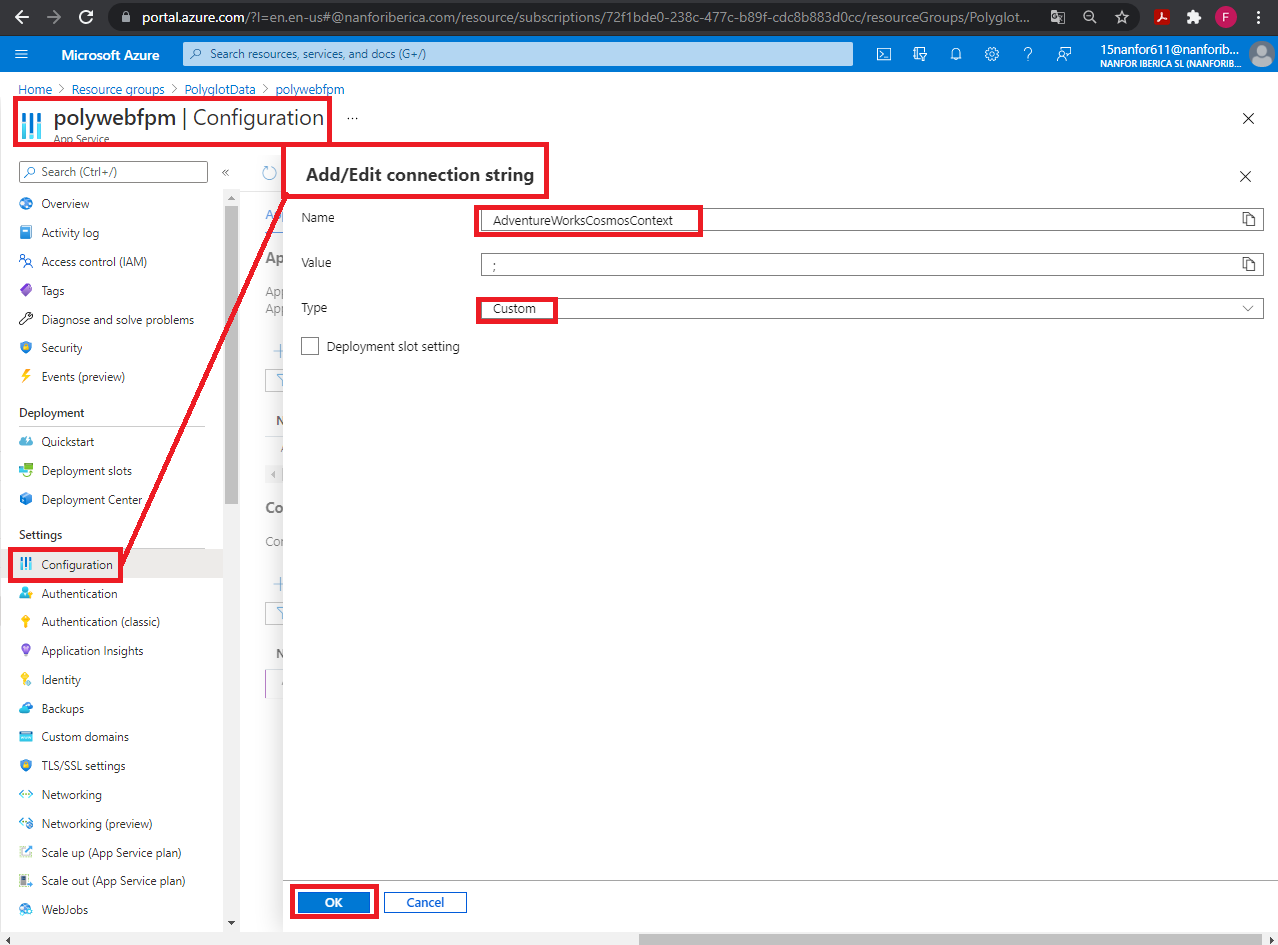 portal.azure.com/?l=en.en-us#@nanforiberica.com/resource/subscriptions/72f1bde0-238c-477c-b89f-cdc8b883d0cc/resourceGroups/Polyglot...
F
Microsoft Azure
Search resources, services, and docs (G+/)
15nanfor611@nanforib...
NANFOR IBERICA SL (NANFORIB...
Home > Resource groups > PolyglotData > polywebfpm
polywebfpm | Configuration ...
App Service
Search (Ctrl+/)
«
Add/Edit connection string
Overview
Activity log
Access control (IAM)
Tags
Diagnose and solve problems
Security
Events (preview)
Deployment
Quickstart
Deployment slots
Deployment Center
Settings
Configuration
Authentication
Authentication (classic)
Application Insights
Identity
Backups
Custom domains
TLS/SSL settings
Networking
Networking (preview)
Scale up (App Service plan)
Scale out (App Service plan)
WebJobs
Name
AdventureWorksCosmosContext
Value
;
Type
Custom
Deployment slot setting
OK
Cancel